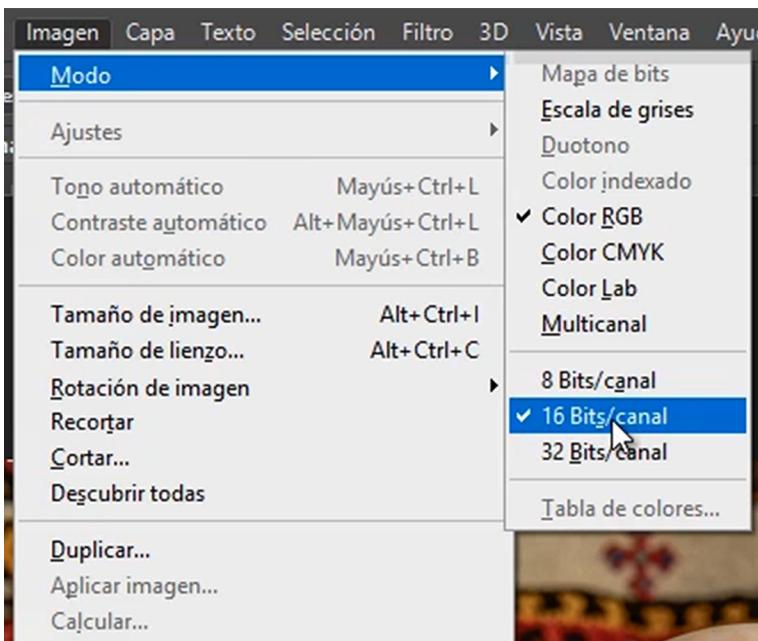 Imagen Capa Texto Selección Filtro 3D Vista Ventana
Modo
Ajustes
Tono automático Mayús+Ctrl+L
Contraste automático Alt+Mayús+Ctrl+L
Color automático Mayús+Ctrl+B
Tamaño de imagen... Alt+Ctrl+I
Tamaño de lienzo... Alt+Ctrl+C
Rotación de imagen
Recortar
Cortar...
Descubrir todas
Duplicar...
Aplicar imagen...
Calcular...
Mapa de bits
Escala de grises
Duotono
Color indexado
Color RGB
Color CMYK
Color Lab
Multicanal
8 Bits/canal
16 Bits/canal
32 Bits/canal
Tabla de colores...